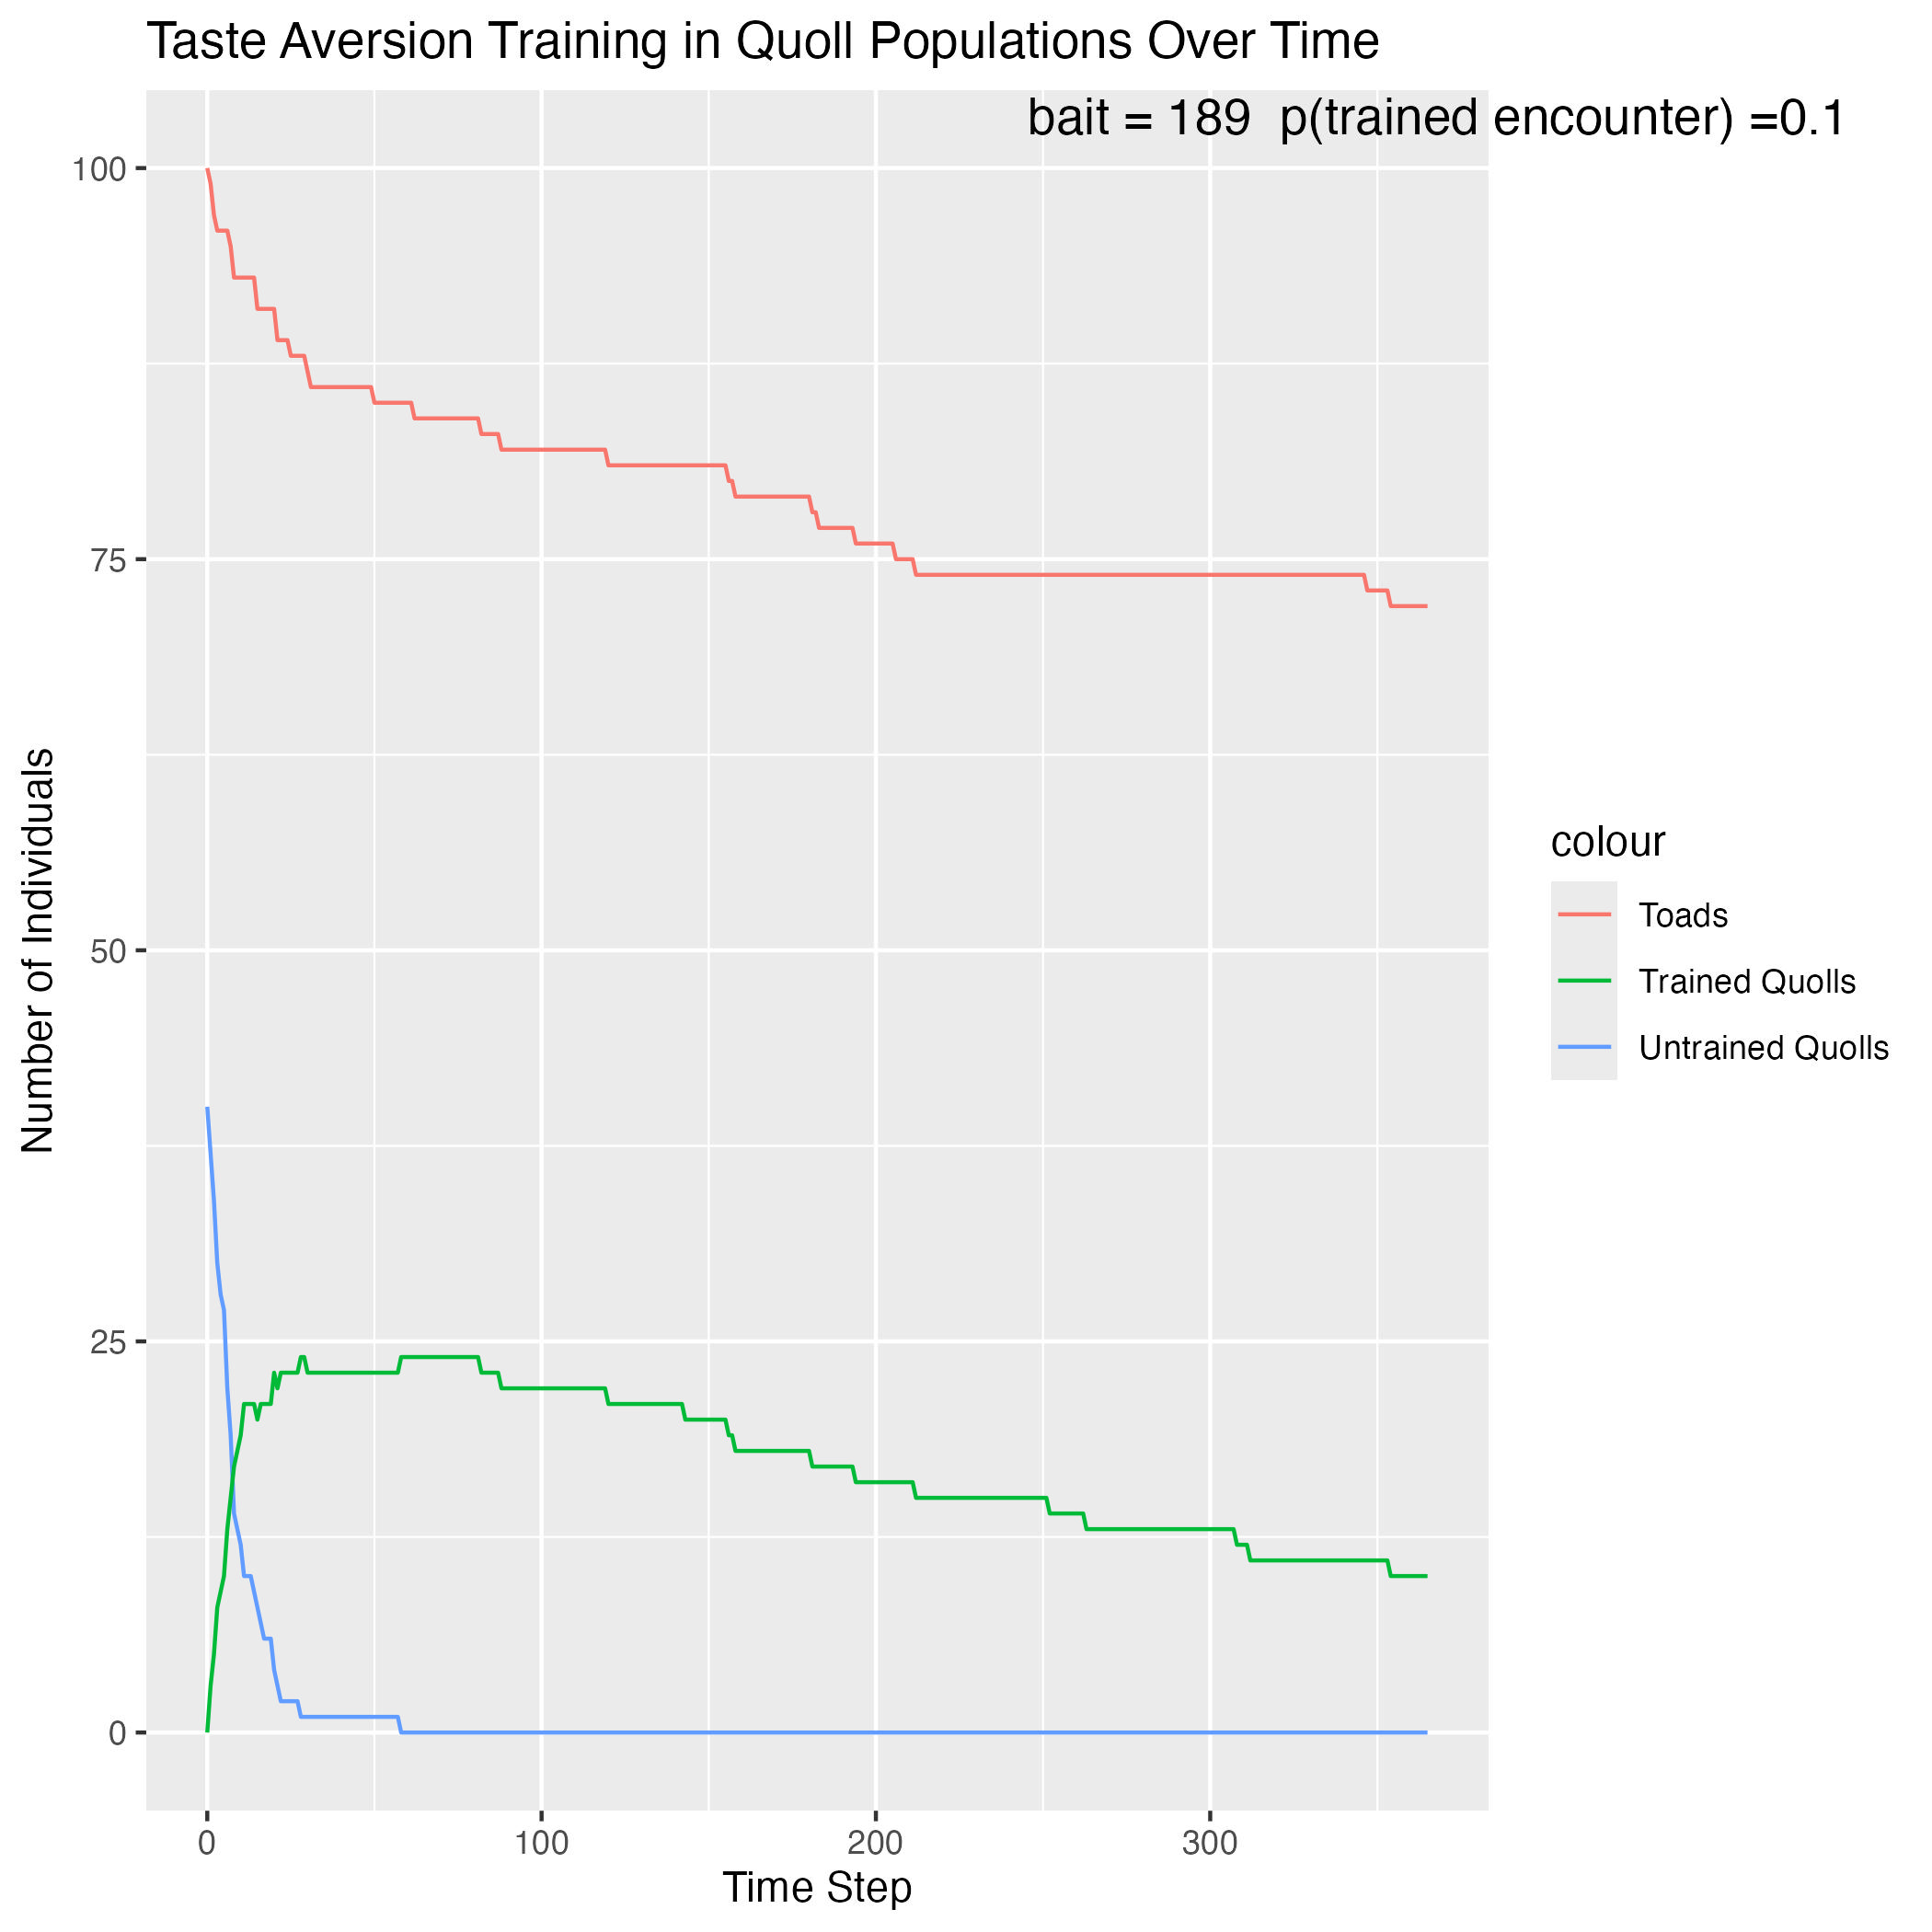 Taste Aversion Training in Quoll Populations Over Time
bait = 189  p(trained encounter) =0.1
100
75
50
25
0
Number of Individuals
0
100
200
300
Time Step
colour
Toads
Trained Quolls
Untrained Quolls